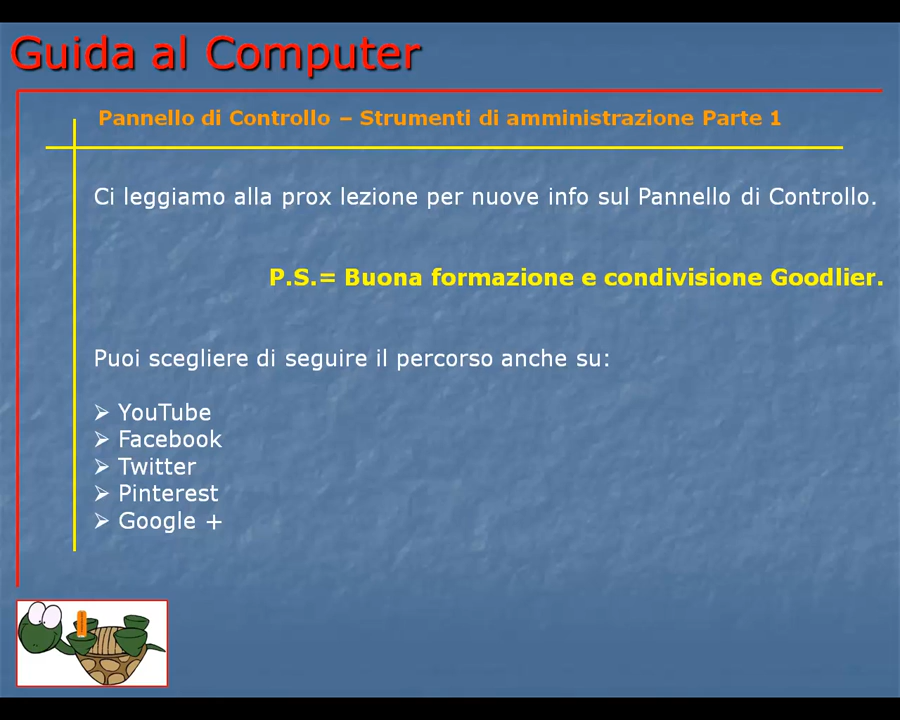 Guida al Computer
Pannello di Controllo – Strumenti di amministrazione Parte 1
Ci leggiamo alla prox lezione per nuove info sul Pannello di Controllo.
P.S.= Buona formazione e condivisione Goodlier.
Puoi scegliere di seguire il percorso anche su:
➢ YouTube
➢ Facebook
➢ Twitter
➢ Pinterest
➢ Google +